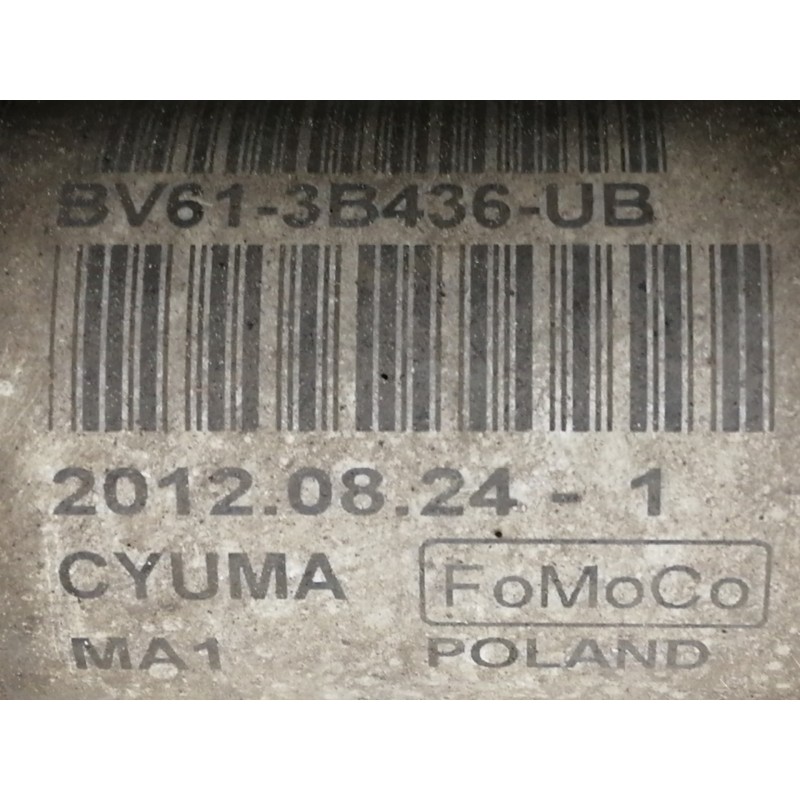 BV61-3B436-UB
2012.08.24 - 1
CYUMA FoMoCo
MA1 POLAND